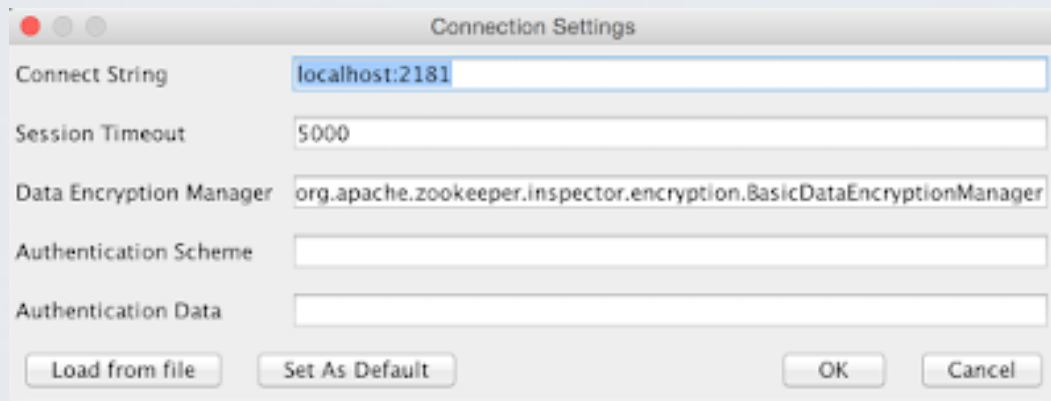 Connection Settings
Connect String localhost:2181
Session Timeout 5000
Data Encryption Manager org.apache.zookeeper.inspector.encryption.BasicDataEncryptionManager
Authentication Scheme
Authentication Data
Load from file Set As Default OK Cancel